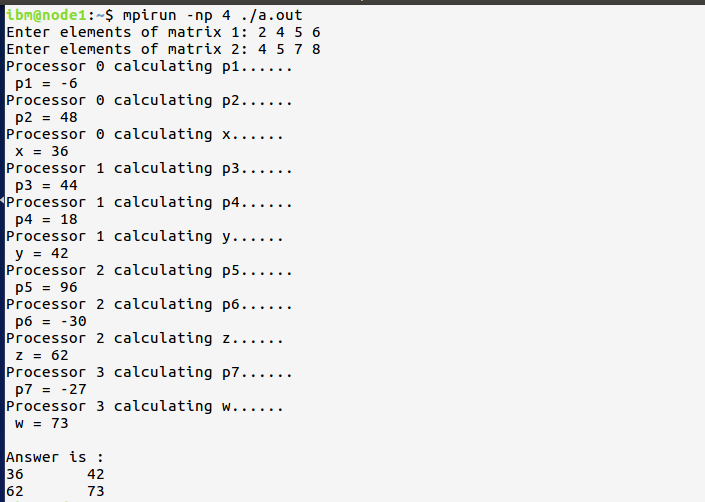 ibm@node1:~$ mpirun -np 4 ./a.out
Enter elements of matrix 1: 2 4 5 6
Enter elements of matrix 2: 4 5 7 8
Processor 0 calculating p1......
 p1 = -6
Processor 0 calculating p2......
 p2 = 48
Processor 0 calculating x......
 x = 36
Processor 1 calculating p3......
 p3 = 44
Processor 1 calculating p4......
 p4 = 18
Processor 1 calculating y......
 y = 42
Processor 2 calculating p5......
 p5 = 96
Processor 2 calculating p6......
 p6 = -30
Processor 2 calculating z......
 z = 62
Processor 3 calculating p7......
 p7 = -27
Processor 3 calculating w......
 w = 73

Answer is :
36       42
62       73